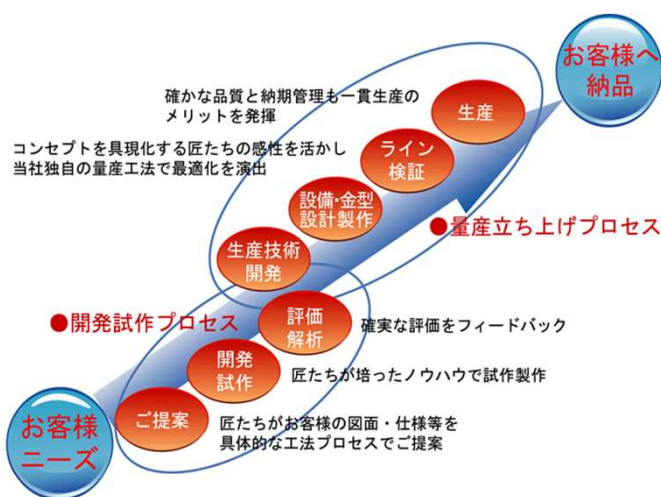 お客様へ
納品
確かな品質と納期管理も一貫生産の
メリットを発揮
生産
コンセプトを具現化する匠たちの感性を活かし
当社独自の量産工法で最適化を演出
ライン
検証
設備・金型
設計製作
●量産立ち上げプロセス
生産技術
開発
●開発試作プロセス
評価
解析
確実な評価をフィードバック
開発
試作
匠たちが培ったノウハウで試作製作
ご提案
匠たちがお客様の図面・仕様等を
具体的な工法プロセスでご提案
お客様
ニーズ